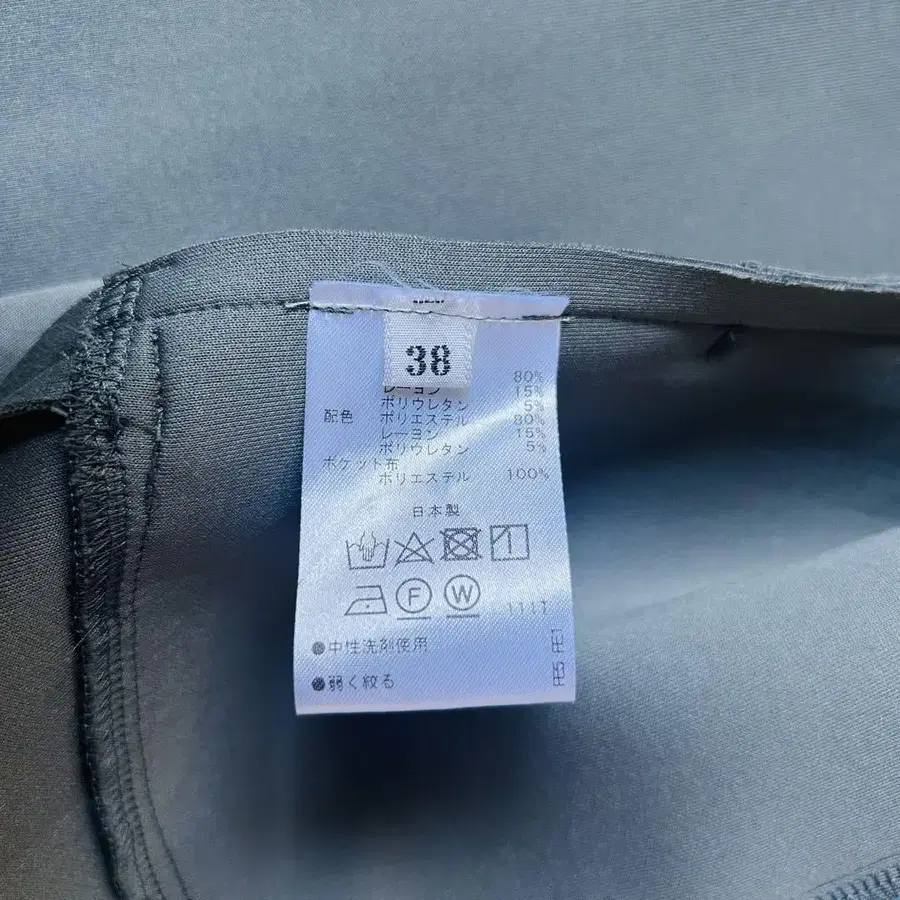 38
80%
レーヨン 15%
ポリウレタン 5%
配色 ポリエステル 80%
レーヨン 15%
ポリウレタン 5%
ポケット布
ポリエステル 100%
日本製
F W 111T
●中性洗剤使用
●弱く絞る